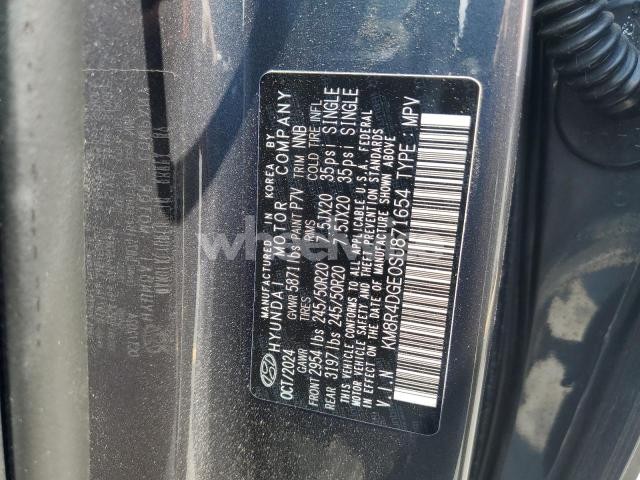 MANUFACTURED IN KOREA BY
HYUNDAI MOTOR COMPANY
OCT/2024 GVWR 5871 lbs PAINT P7V TRIM NNB
GAWR TIRES RIMS COLD TIRE INFL.
FRONT 2954 lbs 245/50R20 7.5JX20 35psi SINGLE
REAR 3197 lbs 245/50R20 7.5JX20 35psi SINGLE
THIS VEHICLE CONFORMS TO ALL APPLICABLE U.S.A. FEDERAL
MOTOR VEHICLE SAFETY AND THEFT PREVENTION STANDARDS
IN EFFECT ON THE DATE OF MANUFACTURE SHOWN ABOVE
V.I.N KM8R4DGE0SU871654 TYPE: MPV